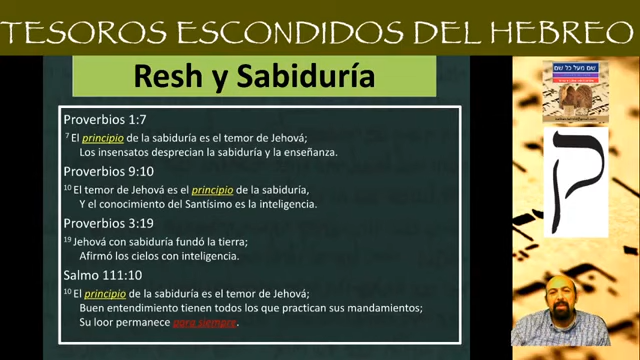 TESOROS ESCONDIDOS DEL HEBREO
Resh y Sabiduría
Proverbios 1:7
7 El principio de la sabiduría es el temor de Jehová;
Los insensatos desprecian la sabiduría y la enseñanza.
Proverbios 9:10
10 El temor de Jehová es el principio de la sabiduría,
Y el conocimiento del Santísimo es la inteligencia.
Proverbios 3:19
19 Jehová con sabiduría fundó la tierra;
Afirmó los cielos con inteligencia.
Salmo 111:10
10 El principio de la sabiduría es el temor de Jehová;
Buen entendimiento tienen todos los que practican sus mandamientos;
Su loor permanece para siempre.
שם מעל כל שם
ק